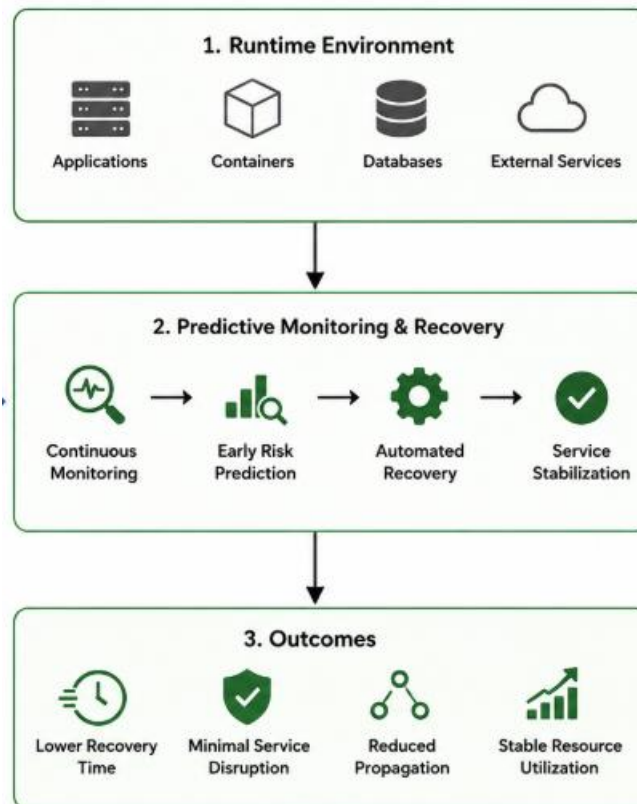 1. Runtime Environment
Applications
Containers
Databases
External Services
2. Predictive Monitoring & Recovery
Continuous
Monitoring
Early Risk
Prediction
Automated
Recovery
Service
Stabilization
3. Outcomes
Lower Recovery
Time
Minimal Service
Disruption
Reduced
Propagation
Stable Resource
Utilization